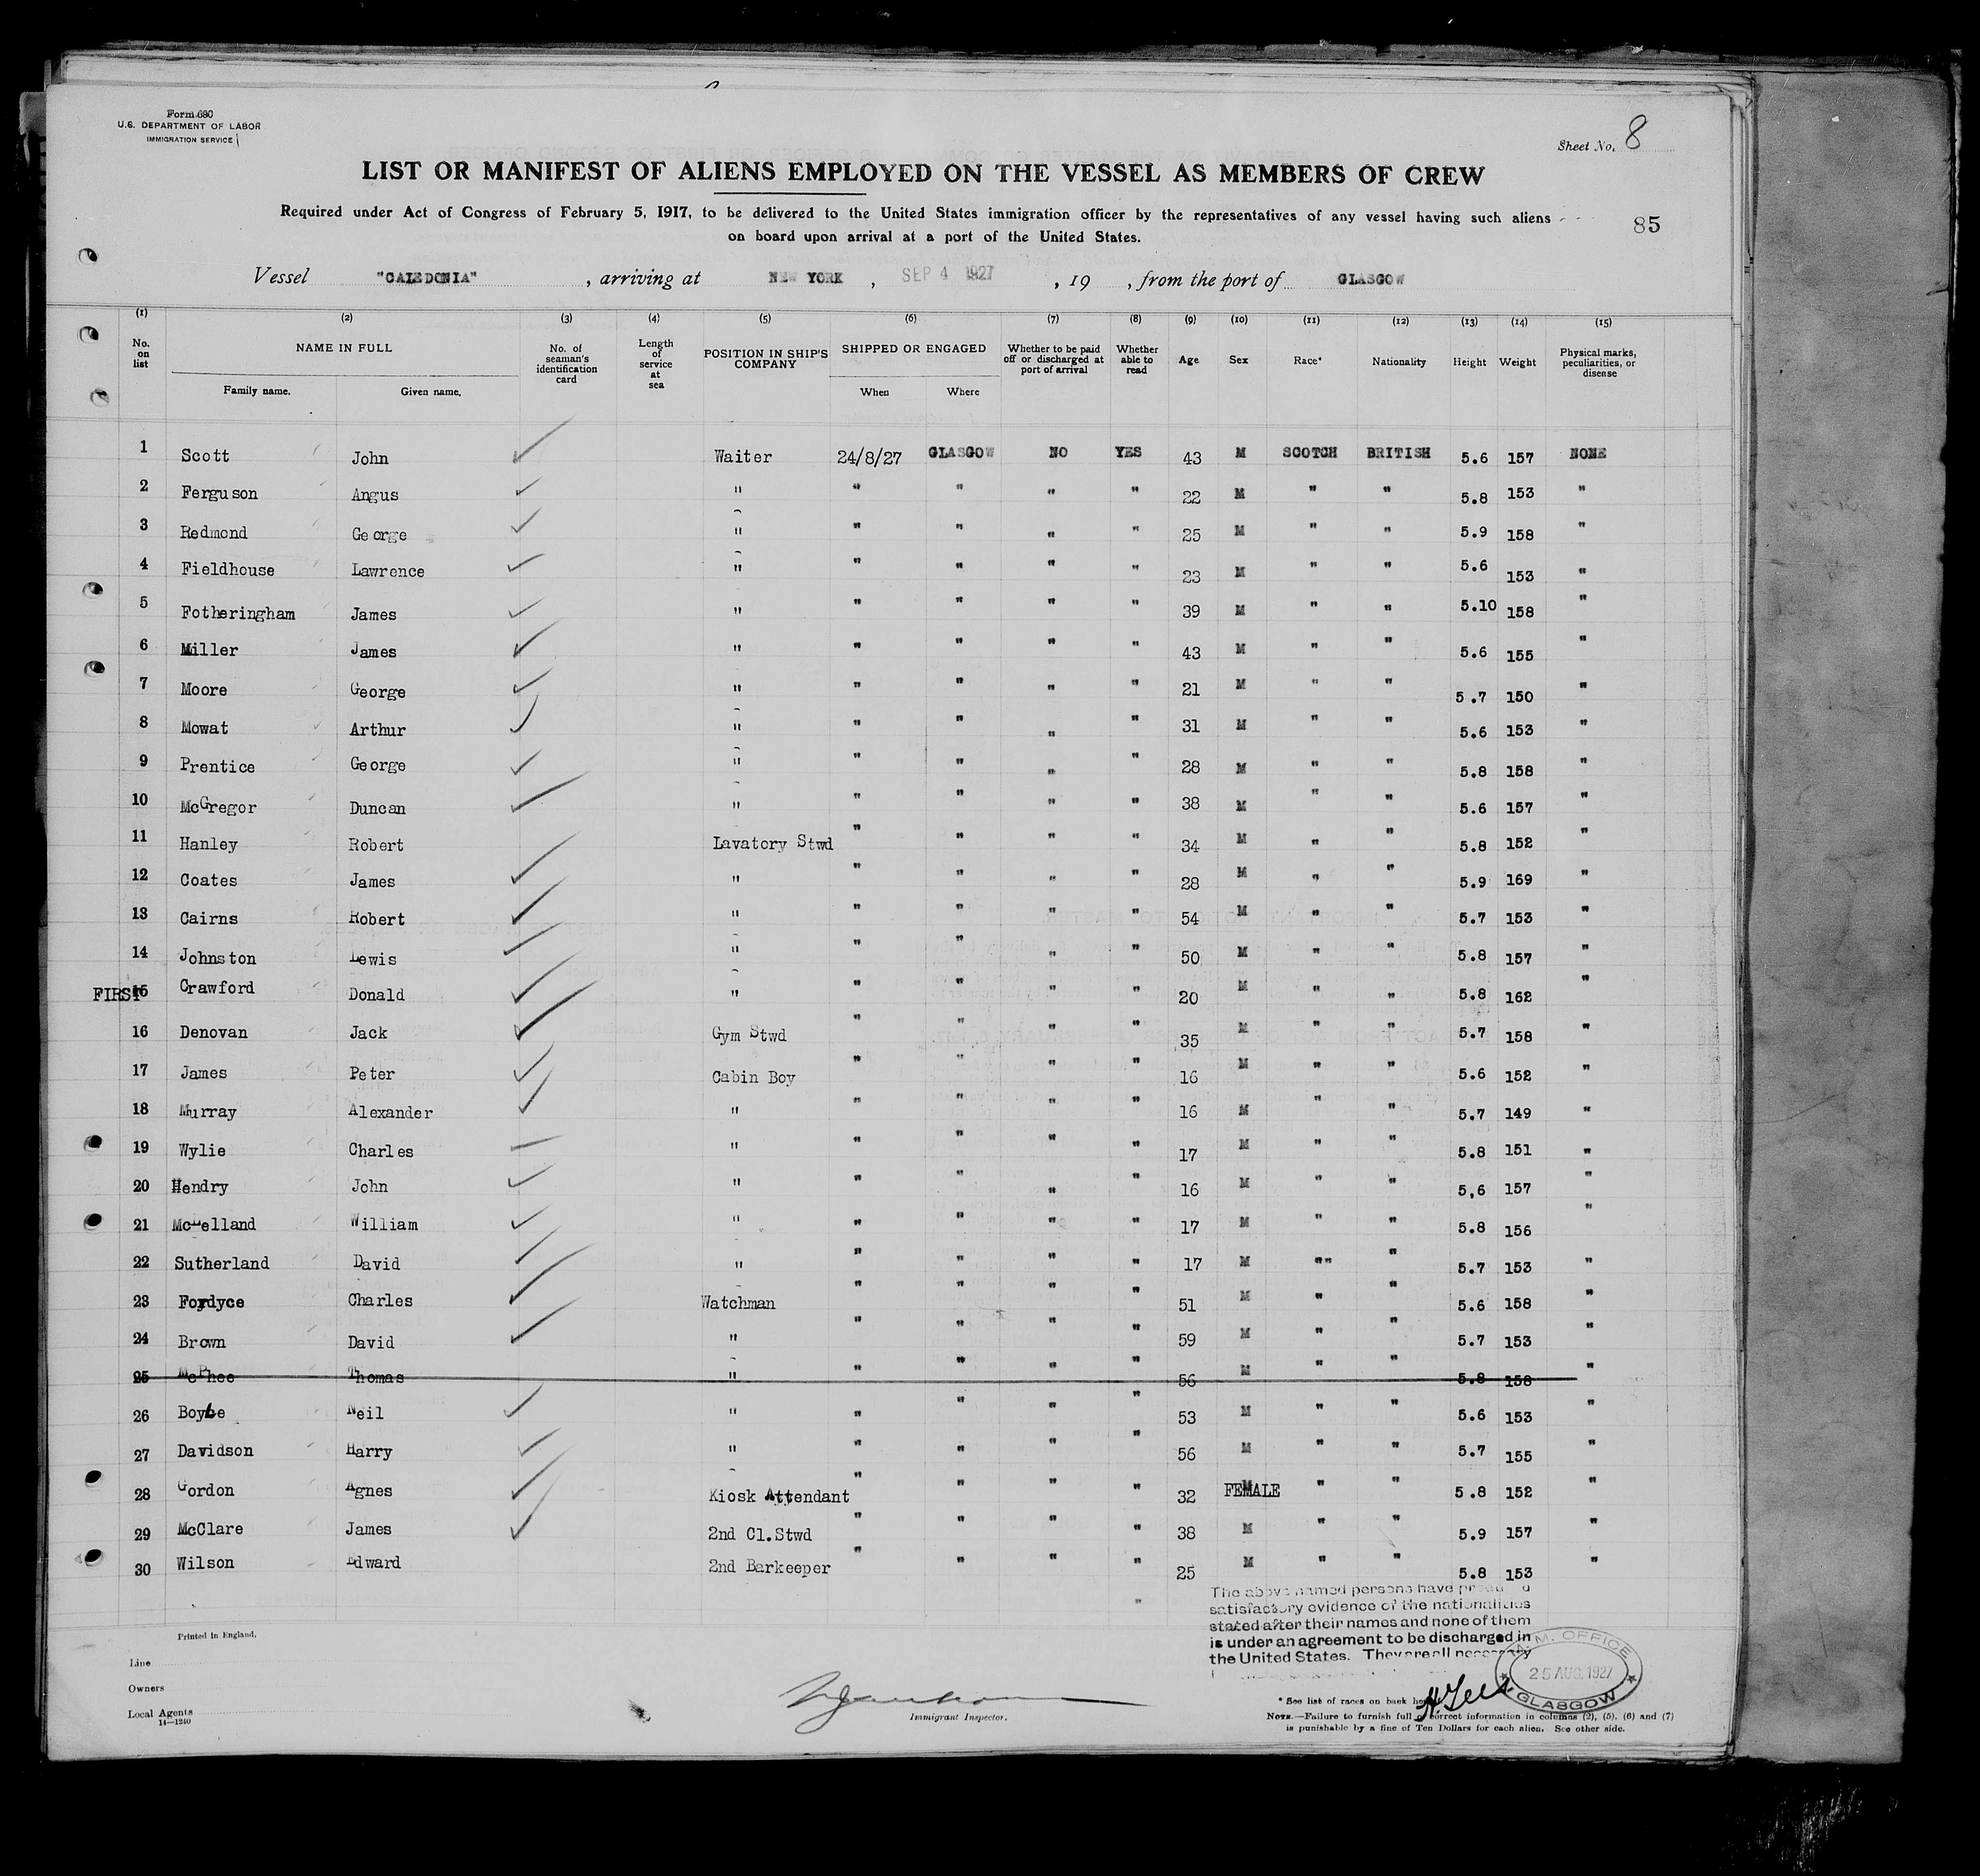 Form 680
U.S. DEPARTMENT OF LABOR
IMMIGRATION SERVICE
Sheet No. 8
LIST OR MANIFEST OF ALIENS EMPLOYED ON THE VESSEL AS MEMBERS OF CREW
Required under Act of Congress of February 5, 1917, to be delivered to the United States immigration officer by the representatives of any vessel having such aliens
on board upon arrival at a port of the United States.
85
Vessel "CALEDONIA" , arriving at NEW YORK , SEP 4 1927 , 19 , from the port of GLASGOW
(1) (2) (3) (4) (5) (6) (7) (8) (9) (10) (11) (12) (13) (14) (15)
No. on list NAME IN FULL Family name. Given name. No. of seaman's identification card Length of service at sea POSITION IN SHIP'S COMPANY SHIPPED OR ENGAGED When Where Whether to be paid off or discharged at port of arrival Whether able to read Age Sex Race* Nationality Height Weight Physical marks, peculiarities, or disease
1 Scott John Waiter 24/8/27 GLASGOW NO YES 43 M SCOTCH BRITISH 5.6 157 NONE
2 Ferguson Angus " " " " " 22 M " " 5.8 153 "
3 Redmond George " " " " " 25 M " " 5.9 158 "
4 Fieldhouse Lawrence " " " " " 23 M " " 5.6 153 "
5 Fotheringham James " " " " " 39 M " " 5.10 158 "
6 Miller James " " " " " 43 M " " 5.6 155 "
7 Moore George " " " " " 21 M " " 5.7 150 "
8 Mowat Arthur " " " " " 31 M " " 5.6 153 "
9 Prentice George " " " " " 28 M " " 5.8 158 "
10 McGregor Duncan " " " " " 38 M " " 5.6 157 "
11 Hanley Robert Lavatory Stwd " " " " 34 M " " 5.8 152 "
12 Coates James " " " " " 28 M " " 5.9 169 "
13 Cairns Robert " " " " " 54 M " " 5.7 153 "
14 Johnston Lewis " " " " " 50 M " " 5.8 157 "
FIRST 15 Crawford Donald " " " " " 20 M " " 5.8 162 "
16 Denovan Jack Gym Stwd " " " " 35 M " " 5.7 158 "
17 James Peter Cabin Boy " " " " 16 M " " 5.6 152 "
18 Murray Alexander " " " " " 16 M " " 5.7 149 "
19 Wylie Charles " " " " " 17 M " " 5.8 151 "
20 Hendry John " " " " " 16 M " " 5,6 157 "
21 William " " " " " 17 M " " 5.8 156 "
22 Sutherland David " " " " " 17 M "" " 5.7 153 "
23 Fordyce Charles Watchman " " " " 51 M " " 5.6 158 "
24 Brown David " " " " " 59 M " " 5.7 153 "
25 McPhee Thomas " " " " " 56 M " " 5.8 158 "
26 Neil " " " " " 53 M " " 5.6 153 "
27 Davidson Harry " " " " " 56 M " " 5.7 155 "
28 Gordon Agnes Kiosk Attendant " " " " 32 FEMALE " " 5.8 152 "
29 McClare James 2nd Cl.Stwd " " " " 38 M " " 5.9 157 "
30 Wilson Edward 2nd Barkeeper " " " " 25 M " " 5.8 153 "
"
The above named persons have
satisfactory evidence of the nationalities
stated after their names and none of them
is under an agreement to be discharged in
the United States. They are all necessary
Printed in England.
Line
Owners
Local Agents
14—1240
Immigrant Inspector.
OFFICE
25 AUG. 1927
GLASGOW
* See list of races on back
NOTE.—Failure to furnish full or correct information in columns (2), (5), (6) and (7)
is punishable by a fine of Ten Dollars for each alien. See other side.